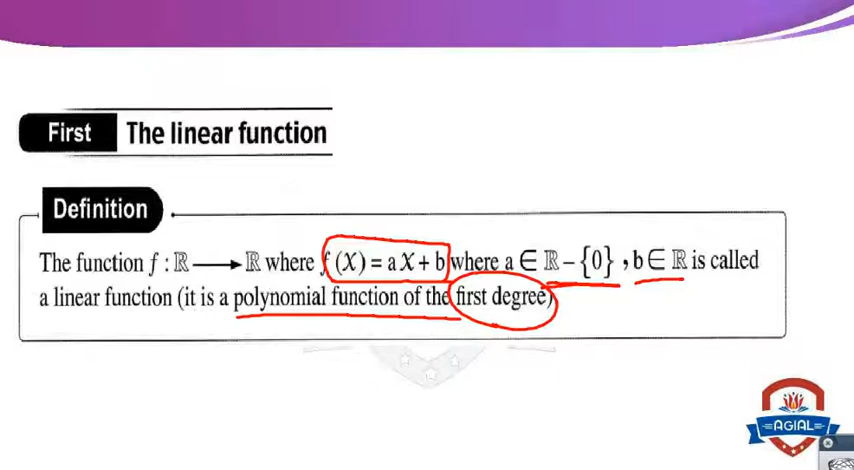 First The linear function
Definition
The function f : ℝ ⟶ ℝ where f (X) = a X + b where a ∈ ℝ – {0} , b ∈ ℝ is called
a linear function (it is a polynomial function of the first degree)
AGIAL